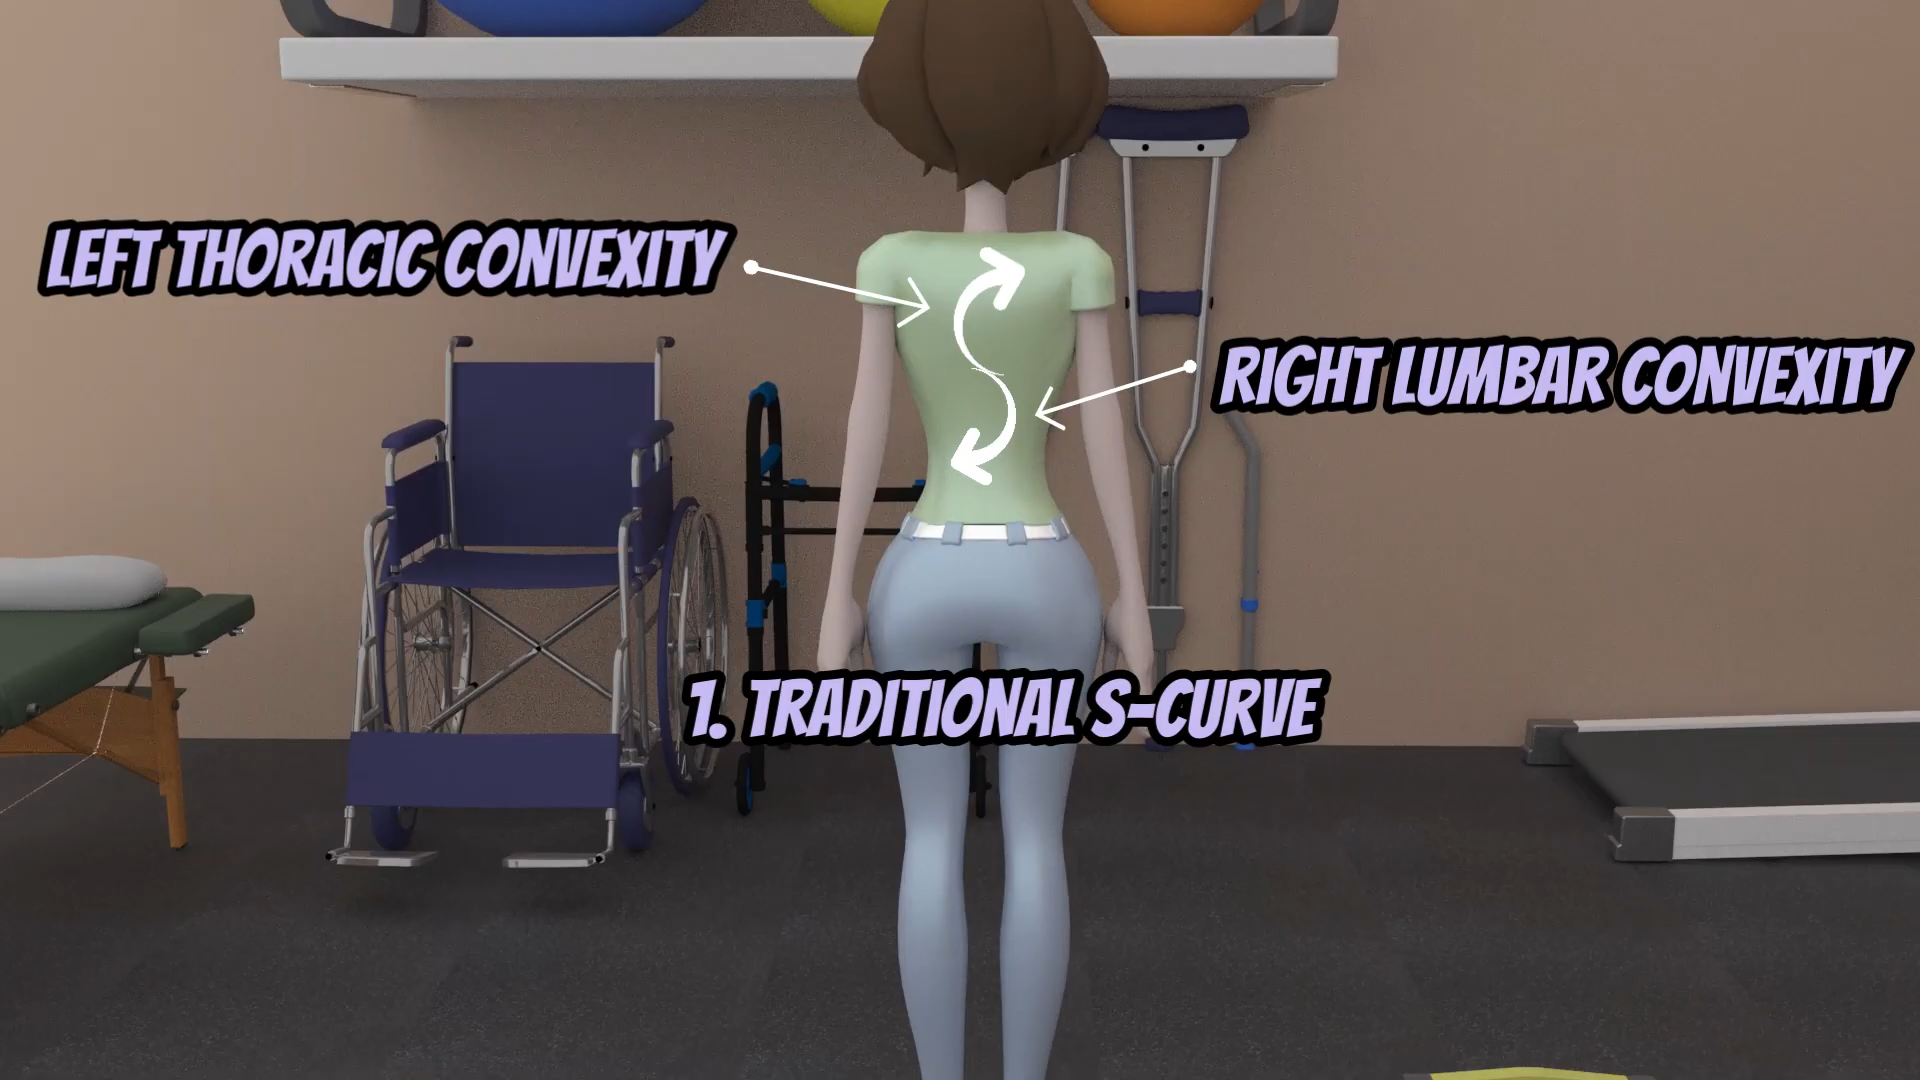 LEFT THORACIC CONVEXITY
RIGHT LUMBAR CONVEXITY
1. TRADITIONAL S-CURVE